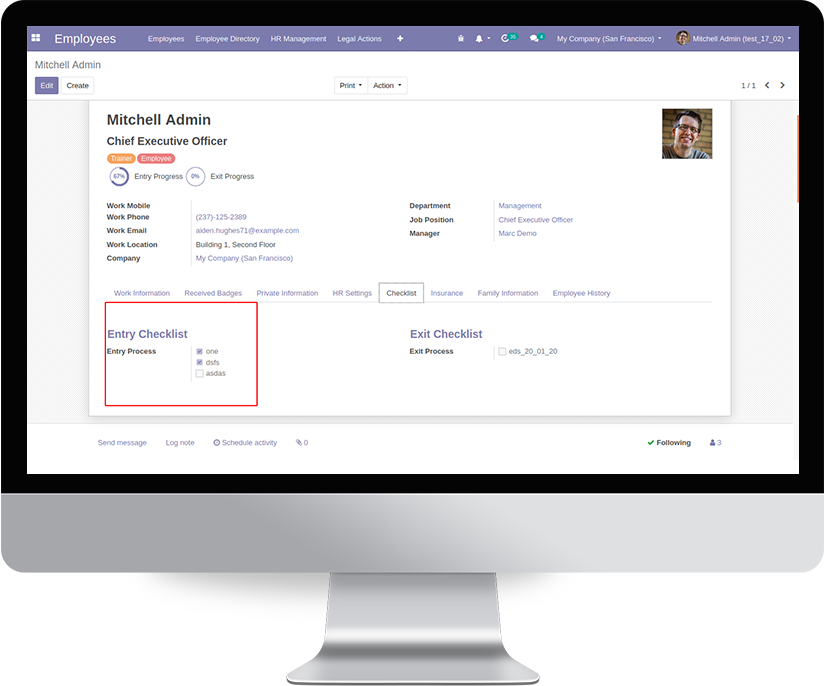 Employees Employees Employee Directory HR Management Legal Actions + 35 4 My Company (San Francisco) Mitchell Admin (test_17_02)
Mitchell Admin
Edit Create Print Action 1 / 1
Mitchell Admin
Chief Executive Officer
Trainer Employee
67% Entry Progress 0% Exit Progress
Work Mobile
Work Phone (237)-125-2389
Work Email aiden.hughes71@example.com
Work Location Building 1, Second Floor
Company My Company (San Francisco)
Department Management
Job Position Chief Executive Officer
Manager Marc Demo
Work Information Received Badges Private Information HR Settings Checklist Insurance Family Information Employee History
Entry Checklist
Entry Process one
dsfs
asdas
Exit Checklist
Exit Process eds_20_01_20
Send message Log note Schedule activity 0 Following 3